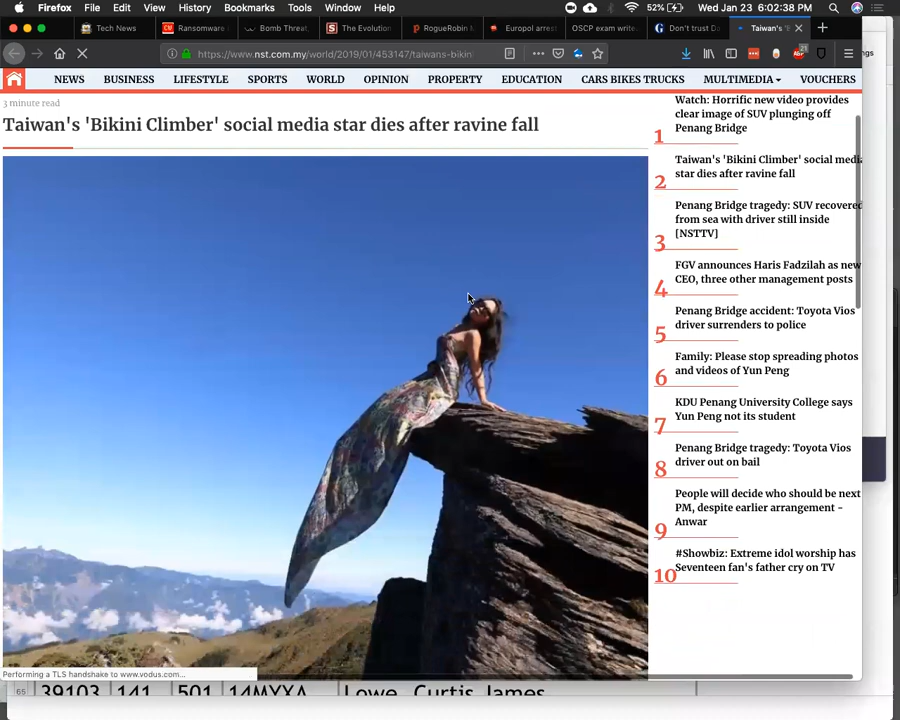 Firefox File Edit View History Bookmarks Tools Window Help 52% Wed Jan 23 6:02:38 PM
Tech News Ransomware Bomb Threat, The Evolution RogueRobin M Europol arrest OSCP exam write Don't trust Da Taiwan's 'B
https://www.nst.com.my/world/2019/01/453147/taiwans-bikin
NEWS BUSINESS LIFESTYLE SPORTS WORLD OPINION PROPERTY EDUCATION CARS BIKES TRUCKS MULTIMEDIA VOUCHERS
3 minute read
Taiwan's 'Bikini Climber' social media star dies after ravine fall
1 Watch: Horrific new video provides
clear image of SUV plunging off
Penang Bridge
2 Taiwan's 'Bikini Climber' social media
star dies after ravine fall
3 Penang Bridge tragedy: SUV recovered
from sea with driver still inside
[NSTTV]
4 FGV announces Haris Fadzilah as new
CEO, three other management posts
5 Penang Bridge accident: Toyota Vios
driver surrenders to police
6 Family: Please stop spreading photos
and videos of Yun Peng
7 KDU Penang University College says
Yun Peng not its student
8 Penang Bridge tragedy: Toyota Vios
driver out on bail
9 People will decide who should be next
PM, despite earlier arrangement -
Anwar
10 #Showbiz: Extreme idol worship has
Seventeen fan's father cry on TV
Performing a TLS handshake to www.vodus.com...
65 39103 141 501 14MYXA Lowe, Curtis James